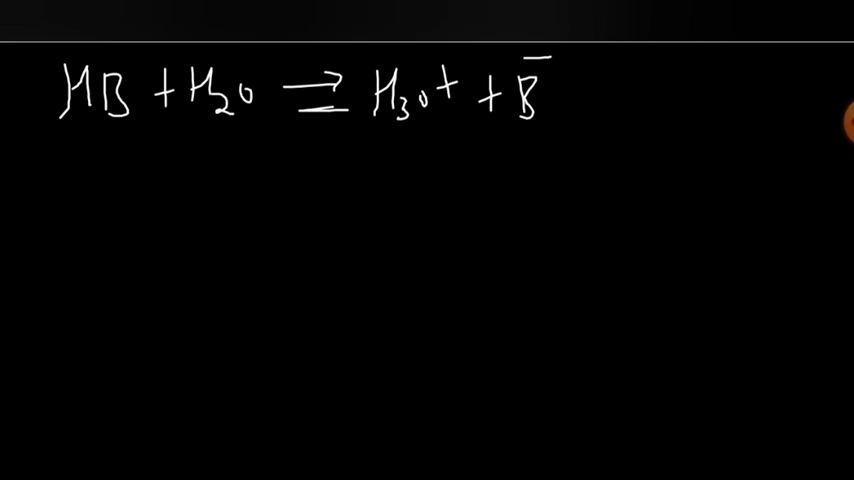 HB + H₂O ⇌ H₃O⁺ + B⁻